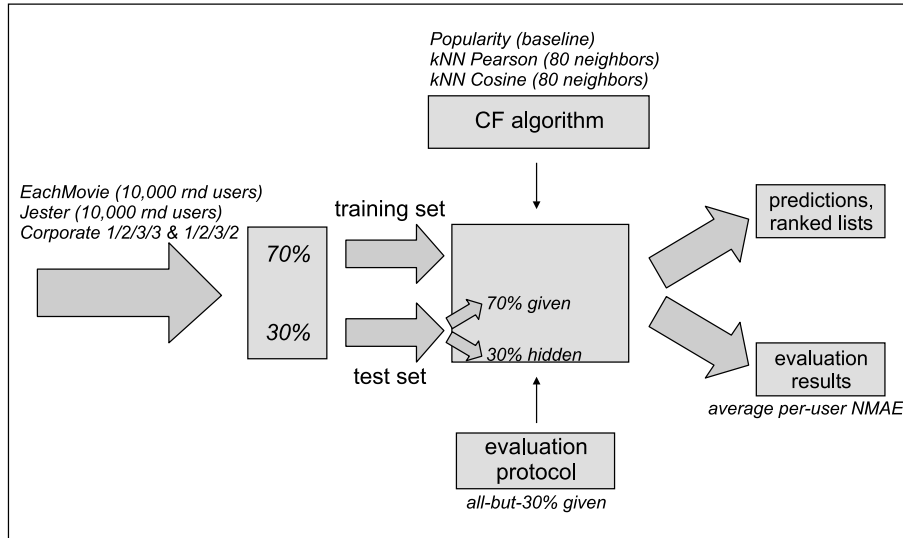 Popularity (baseline)
kNN Pearson (80 neighbors)
kNN Cosine (80 neighbors)
CF algorithm
EachMovie (10,000 rnd users)
Jester (10,000 rnd users)
Corporate 1/2/3/3 & 1/2/3/2
training set
70%
30%
test set
70% given
30% hidden
predictions,
ranked lists
evaluation
results
average per-user NMAE
evaluation
protocol
all-but-30% given